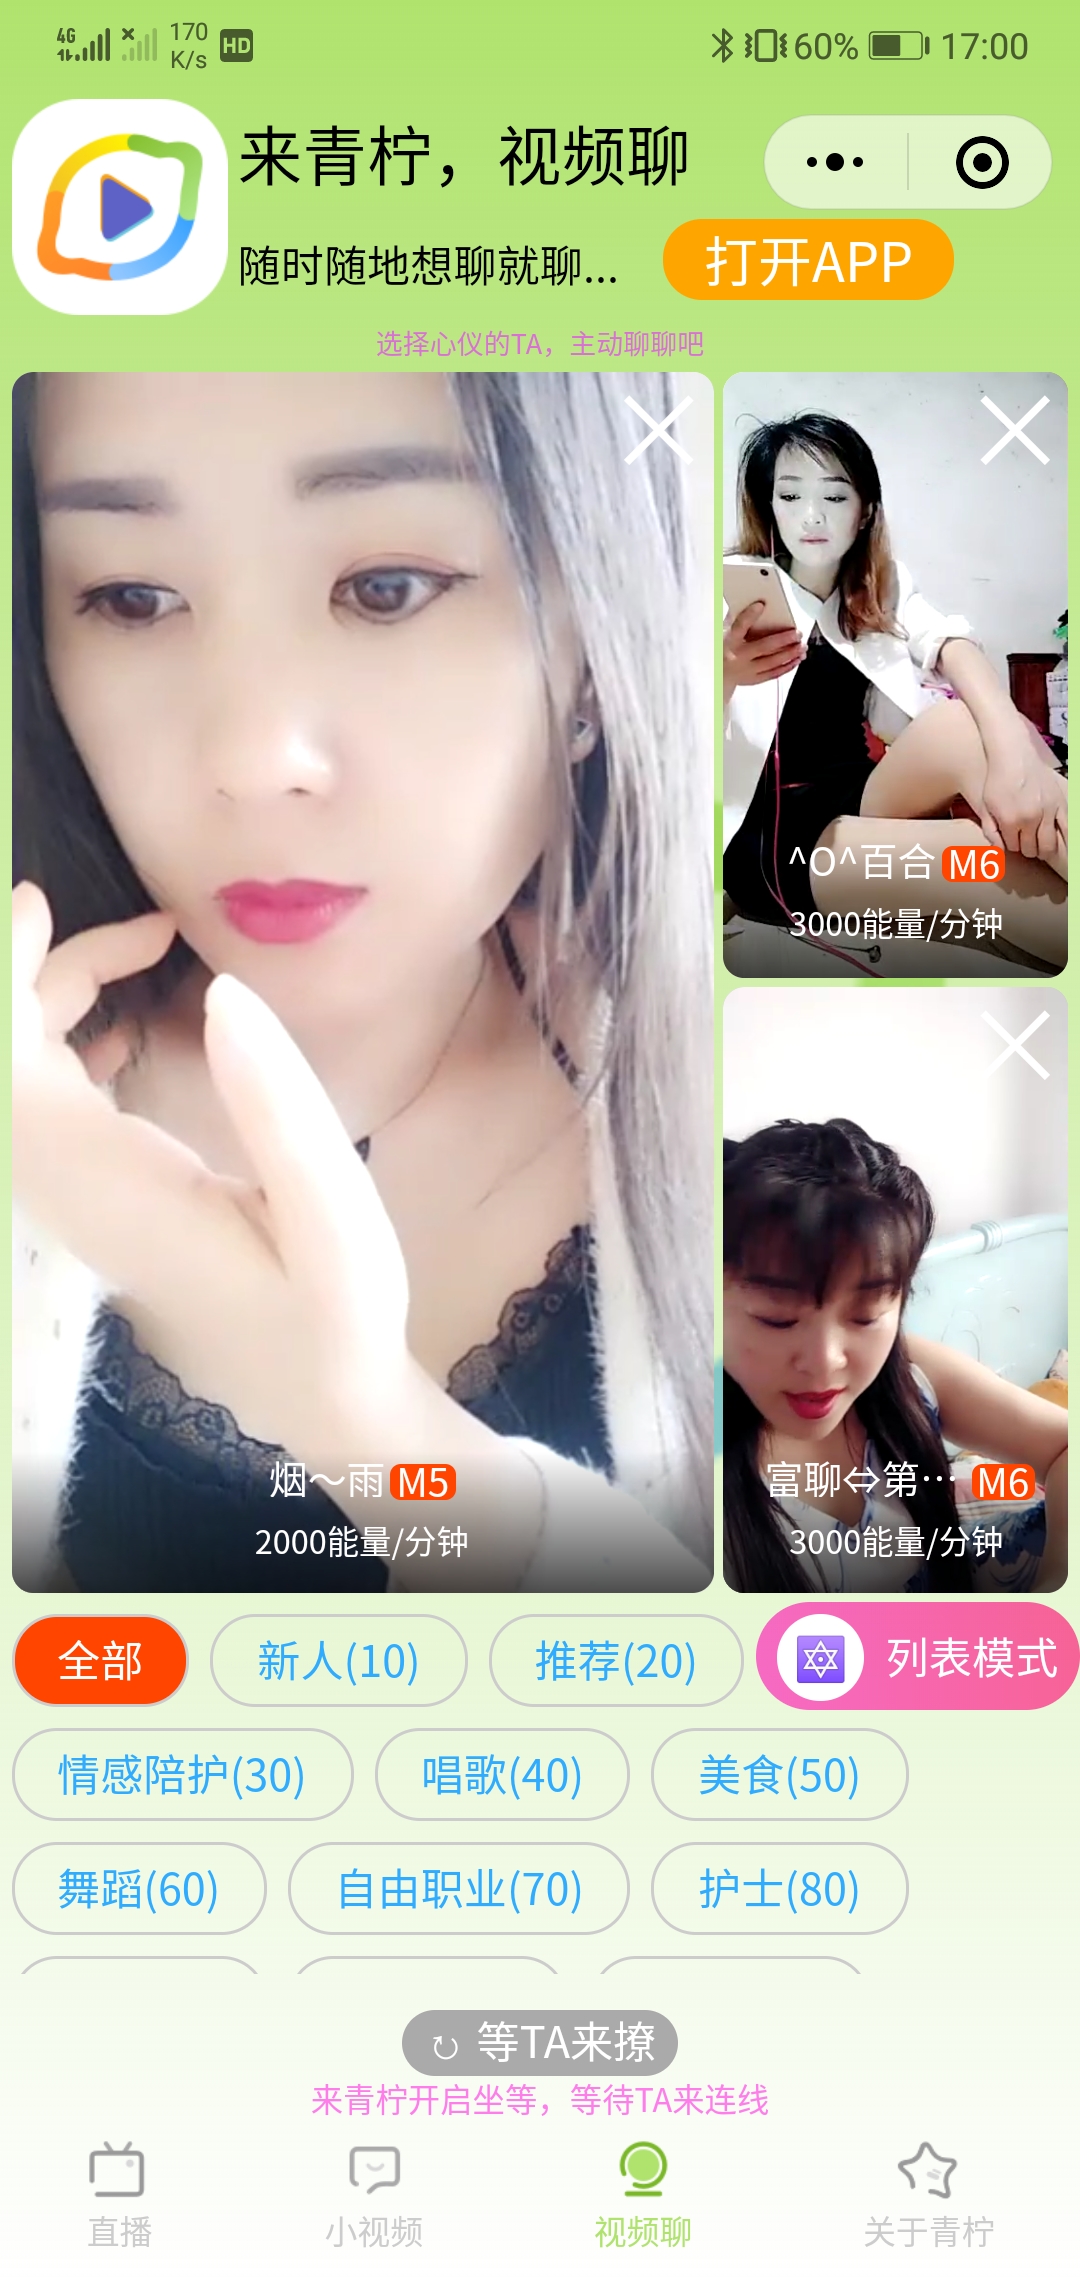 4G
170
K/s
HD
60%
17:00
来青柠，视频聊
随时随地想聊就聊...
打开APP
选择心仪的TA，主动聊聊吧
^O^百合 M6
3000能量/分钟
烟～雨 M5
2000能量/分钟
富聊⇔第… M6
3000能量/分钟
全部
新人(10)
推荐(20)
列表模式
情感陪护(30)
唱歌(40)
美食(50)
舞蹈(60)
自由职业(70)
护士(80)
等TA来撩
来青柠开启坐等，等待TA来连线
直播
小视频
视频聊
关于青柠